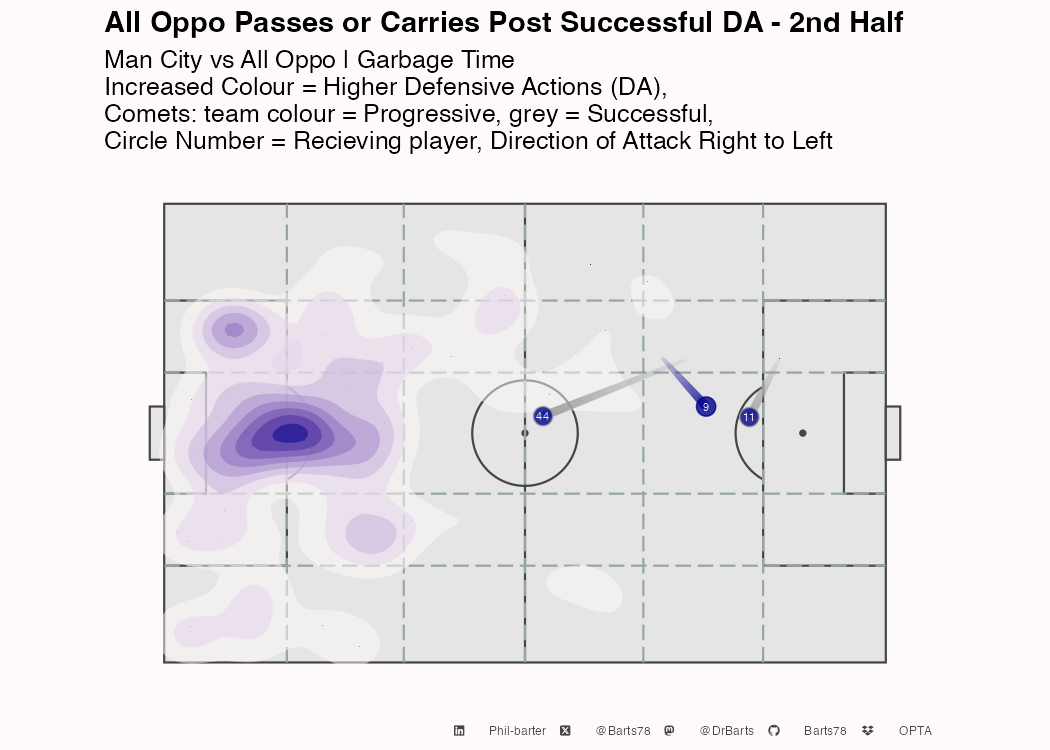 All Oppo Passes or Carries Post Successful DA - 2nd Half
Man City vs All Oppo | Garbage Time
Increased Colour = Higher Defensive Actions (DA),
Comets: team colour = Progressive, grey = Successful,
Circle Number = Recieving player, Direction of Attack Right to Left
44
9
11
Phil-barter @Barts78 @DrBarts Barts78 OPTA